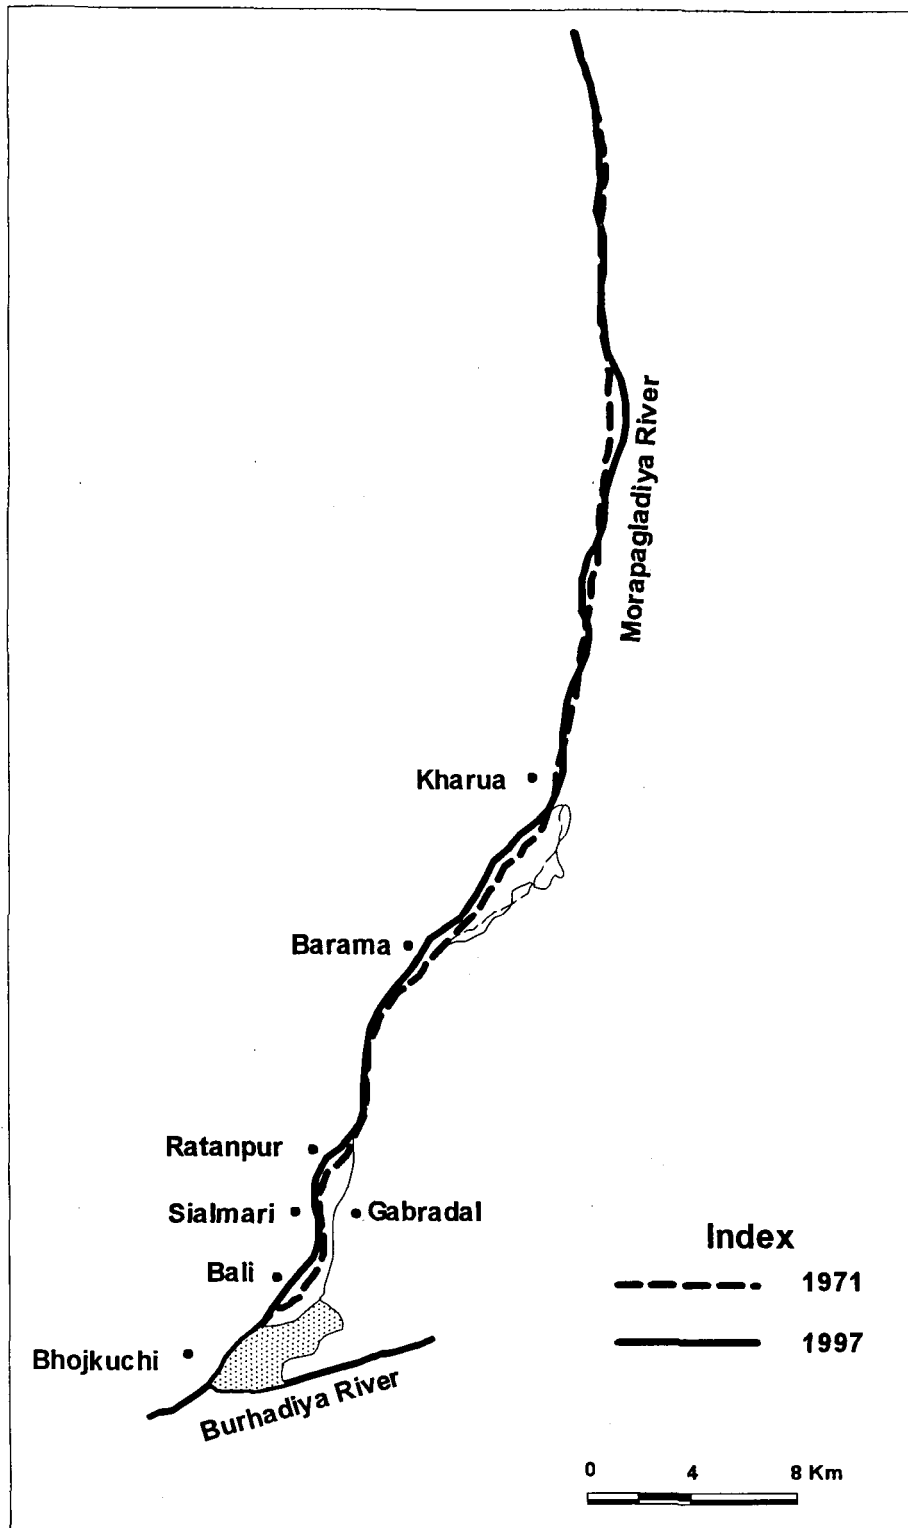 Morapagladiya River
Kharua
Barama
Ratanpur
Sialmari
Gabradal
Bali
Bhojkuchi
Burhadiya River
Index
1971
1997
0 4 8 Km